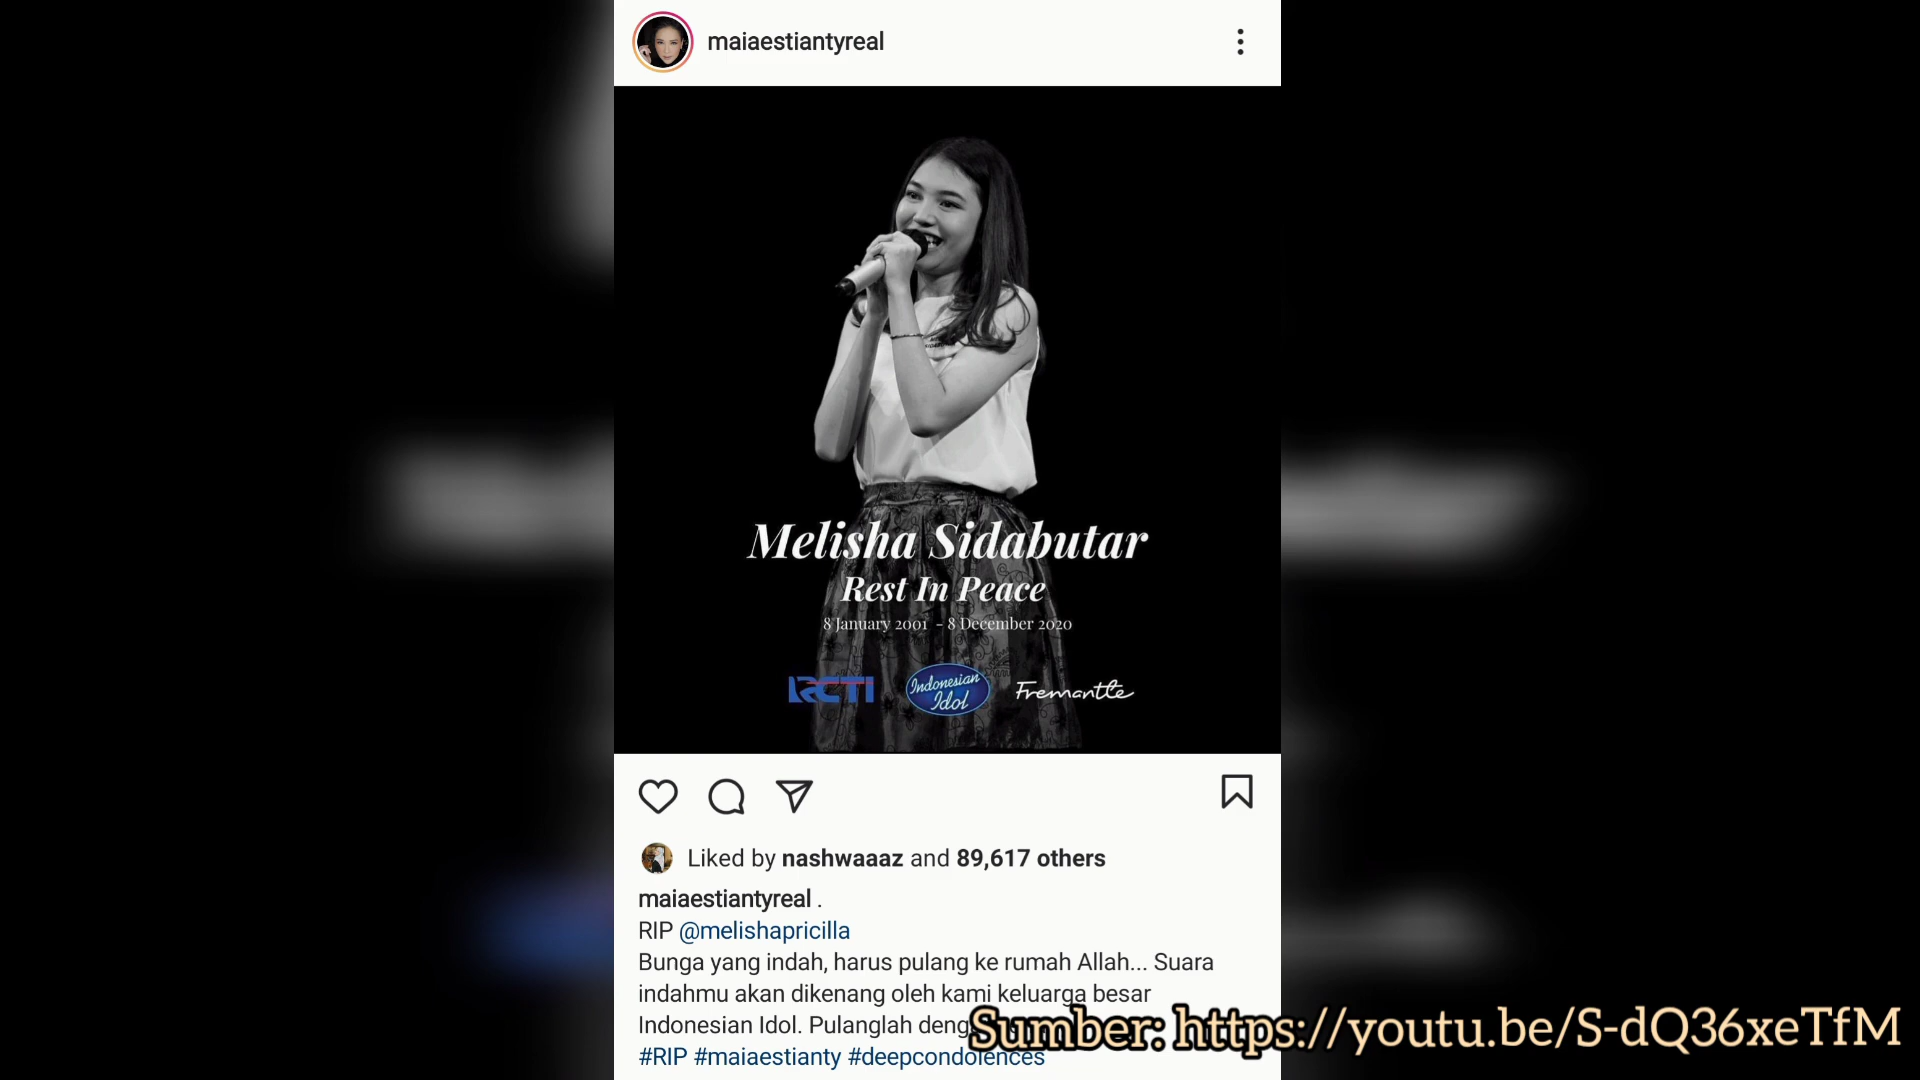 maiaestiantyreal
Melisha Sidabutar
Rest In Peace
8 January 2001 - 8 December 2020
RCTI Indonesian Idol Fremantle
Liked by nashwaaaz and 89,617 others
maiaestiantyreal .
RIP @melishapricilla
Bunga yang indah, harus pulang ke rumah Allah... Suara
indahmu akan dikenang oleh kami keluarga besar
Indonesian Idol. Pulanglah
Sumber: https://youtu.be/S-dQ36xeTfM
#RIP #maiaestianty #deepcondolences